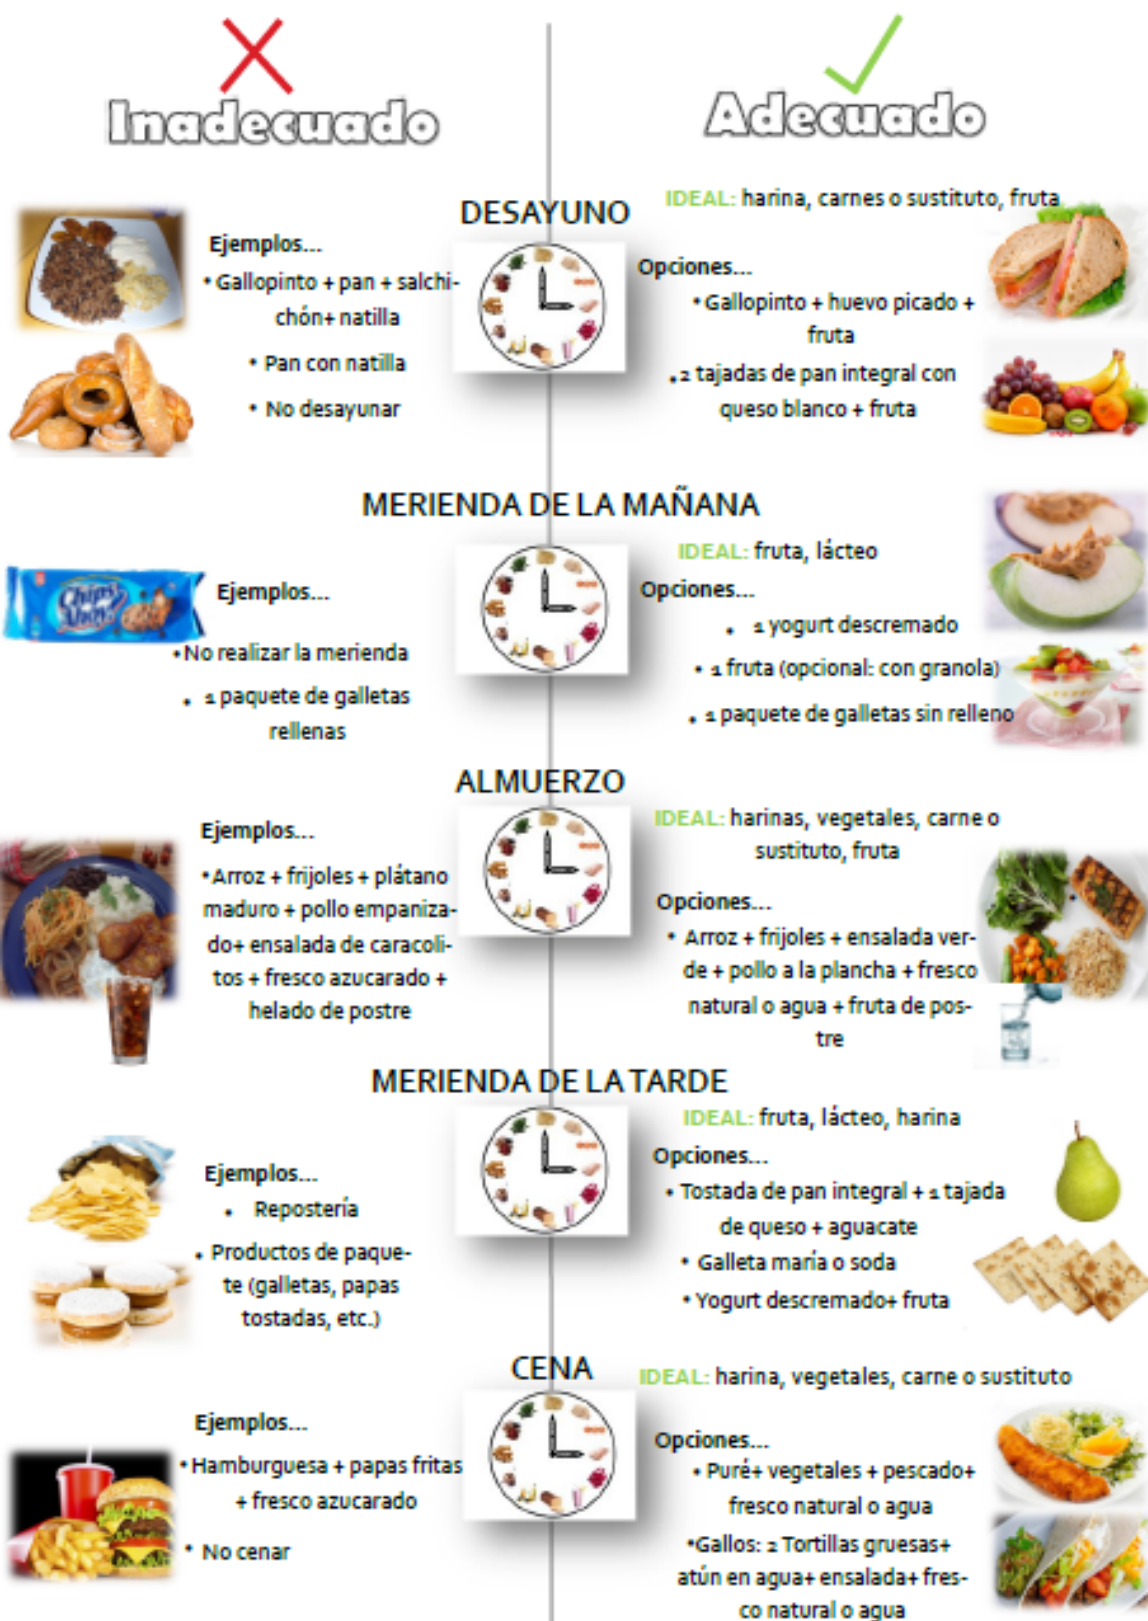 Inadecuado
Adecuado
DESAYUNO
Ejemplos...
• Gallopinto + pan + salchi-
chón+ natilla
• Pan con natilla
• No desayunar
IDEAL: harina, carnes o sustituto, fruta
Opciones...
• Gallopinto + huevo picado +
fruta
• 2 tajadas de pan integral con
queso blanco + fruta
MERIENDA DE LA MAÑANA
Chips
Ahoy!
Ejemplos...
• No realizar la merienda
• 1 paquete de galletas
rellenas
IDEAL: fruta, lácteo
Opciones...
• 1 yogurt descremado
• 1 fruta (opcional: con granola)
• 1 paquete de galletas sin relleno
ALMUERZO
Ejemplos...
• Arroz + frijoles + plátano
maduro + pollo empaniza-
do+ ensalada de caracoli-
tos + fresco azucarado +
helado de postre
IDEAL: harinas, vegetales, carne o
sustituto, fruta
Opciones...
• Arroz + frijoles + ensalada ver-
de + pollo a la plancha + fresco
natural o agua + fruta de pos-
tre
MERIENDA DE LA TARDE
Ejemplos...
• Repostería
• Productos de paque-
te (galletas, papas
tostadas, etc.)
IDEAL: fruta, lácteo, harina
Opciones...
• Tostada de pan integral + 1 tajada
de queso + aguacate
• Galleta maría o soda
• Yogurt descremado+ fruta
CENA
Ejemplos...
• Hamburguesa + papas fritas
+ fresco azucarado
• No cenar
IDEAL: harina, vegetales, carne o sustituto
Opciones...
• Puré+ vegetales + pescado+
fresco natural o agua
•Gallos: 2 Tortillas gruesas+
atún en agua+ ensalada+ fres-
co natural o agua